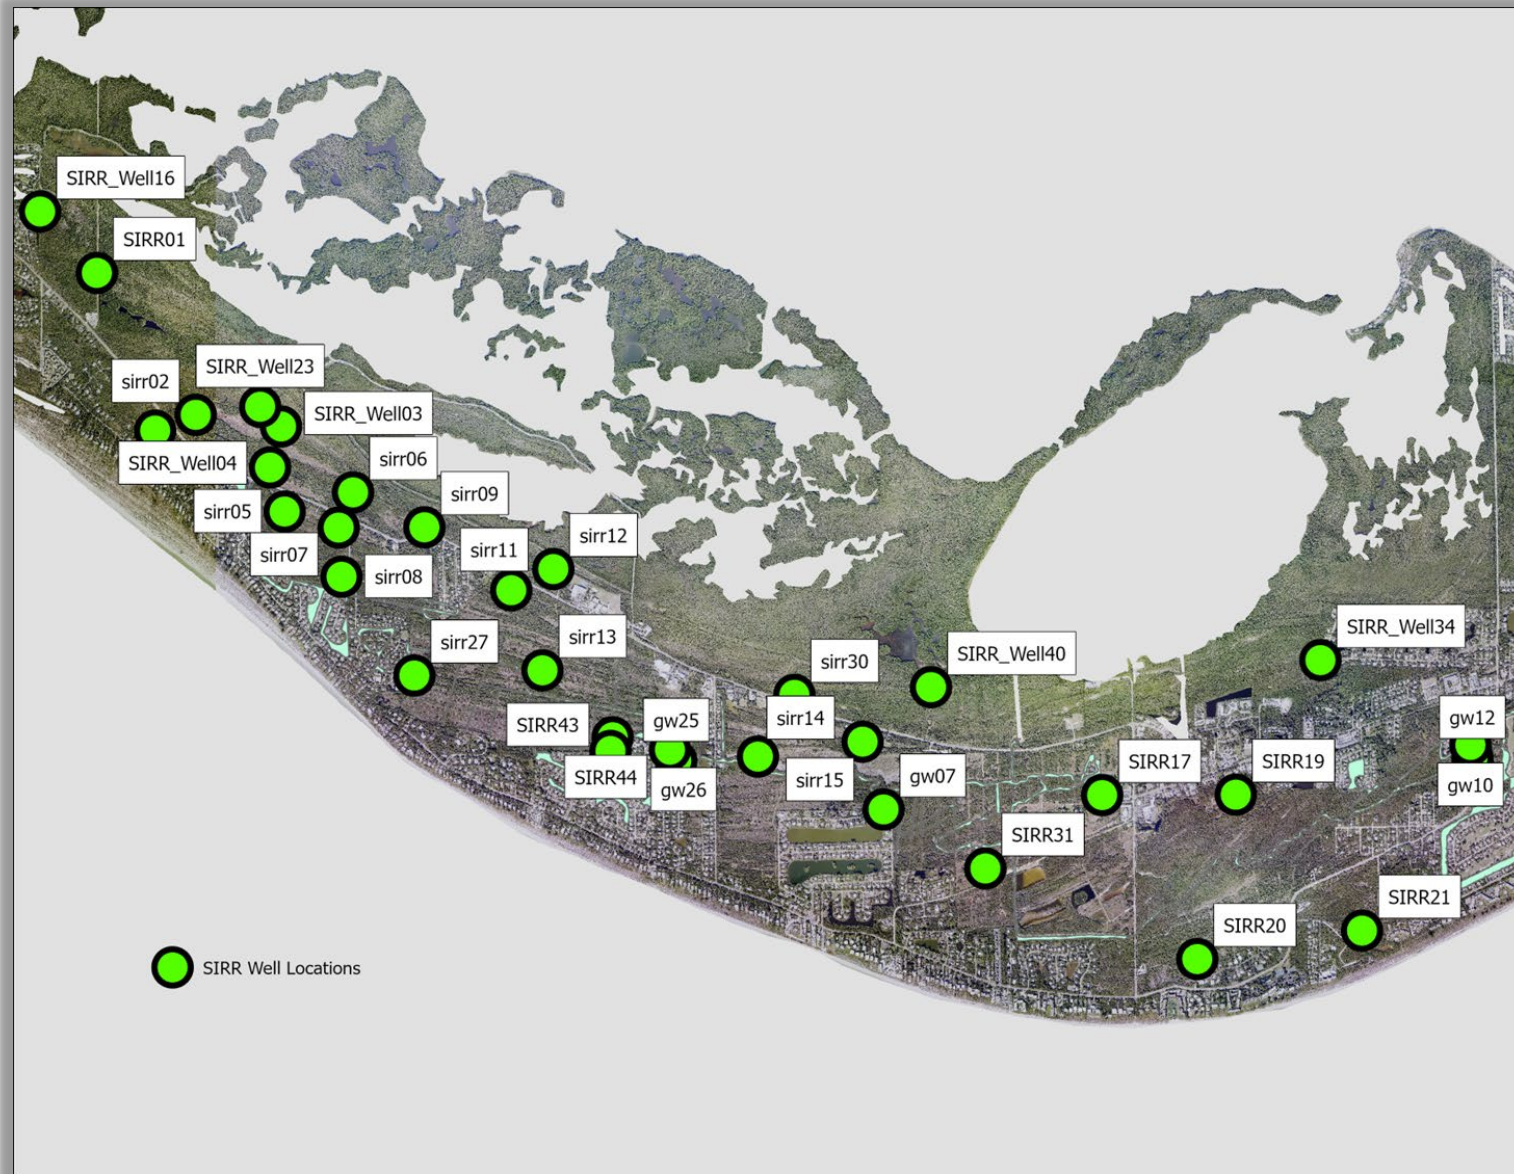 SIRR_Well16
SIRR01
SIRR_Well23
sirr02
SIRR_Well03
SIRR_Well04
sirr06
sirr09
sirr05
sirr12
sirr11
sirr07
sirr08
sirr13
sirr27
SIRR_Well34
SIRR_Well40
sirr30
gw25
SIRR43
sirr14
gw12
SIRR17
SIRR19
SIRR44
gw07
sirr15
gw26
gw10
SIRR31
SIRR21
SIRR20
SIRR Well Locations